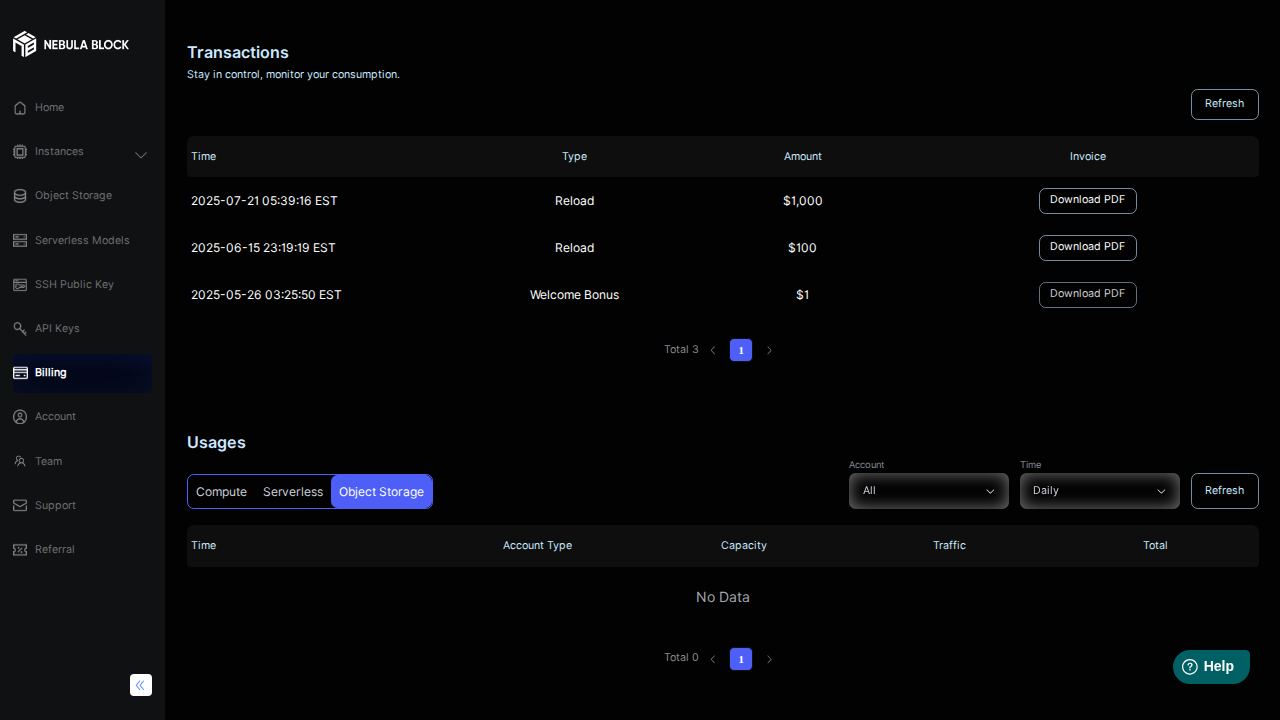 NEBULA BLOCK
Home
Instances
Object Storage
Serverless Models
SSH Public Key
API Keys
Billing
Account
Team
Support
Referral
Transactions
Stay in control, monitor your consumption.
Refresh
Time Type Amount Invoice
2025-07-21 05:39:16 EST Reload $1,000 Download PDF
2025-06-15 23:19:19 EST Reload $100 Download PDF
2025-05-26 03:25:50 EST Welcome Bonus $1 Download PDF
Total 3 1
Usages
Account Time
Compute Serverless Object Storage All Daily Refresh
Time Account Type Capacity Traffic Total
No Data
Total 0 1
Help